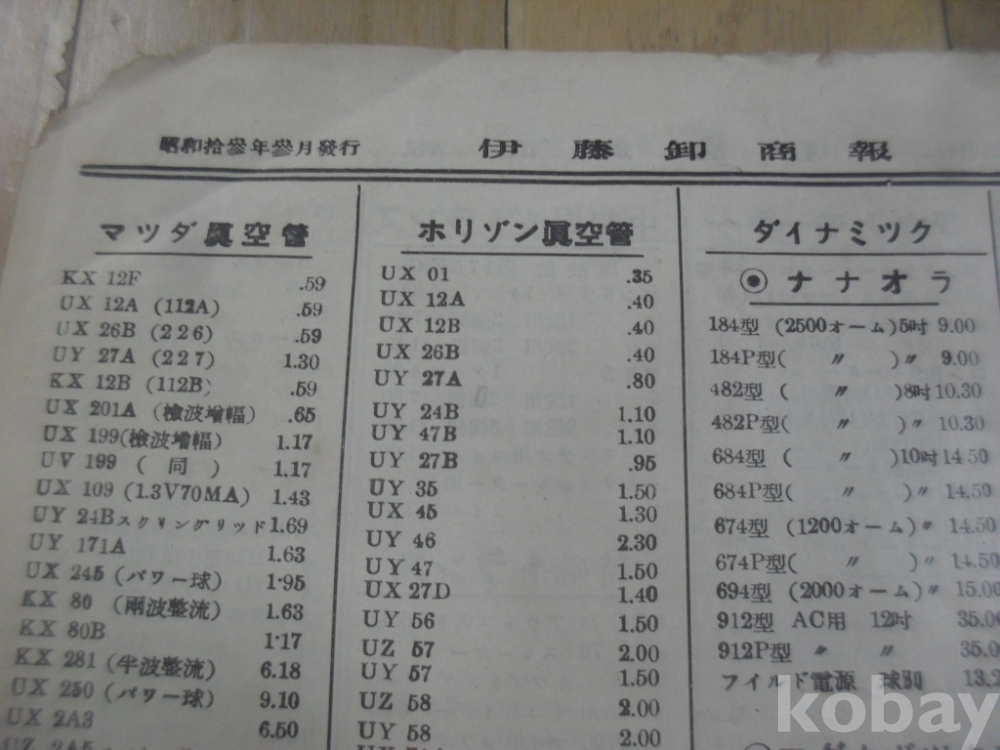 昭和拾參年參月發行 伊藤卸商報
マツダ眞空管
KX 12F .59
UX 12A (112A) .59
UX 26B (226) .59
UY 27A (227) 1.30
KX 12B (112B) .59
UX 201A (檢波增幅) .65
UX 199(檢波增幅) 1.17
UV 199 (同) 1.17
UX 109 (1.3V70MA) 1.43
UY 24Bスクリングリッド 1.69
UY 171A 1.63
UX 245 (パワー球) 1.95
KX 80 (兩波整流) 1.63
KX 80B 1.17
KX 281 (半波整流) 6.18
UX 250 (パワー球) 9.10
UX 2A3 6.50
UZ 2A5
ホリゾン眞空管
UX 01 .35
UX 12A .40
UX 12B .40
UX 26B .40
UY 27A .80
UY 24B 1.10
UY 47B 1.10
UY 27B .95
UY 35 1.50
UX 45 1.30
UY 46 2.30
UY 47 1.50
UX 27D 1.40
UY 56 1.50
UZ 57 2.00
UY 57 1.50
UZ 58 2.00
UY 58 2.00
ダイナミツク
◉ ナナオラ
184型 (2500オーム)5吋 9.00
184P型( 〃 )〃 9.00
482型 ( 〃 )8吋 10.30
482P型( 〃 )〃 10.30
684型 ( 〃 )10吋 14.50
684P型( 〃 )〃 14.50
674型 (1200オーム)〃 14.50
674P型( 〃 )〃 14.50
694型 (2000オーム)〃 15.00
912型 AC用 12吋 35.00
912P型 〃 〃 35.0
フイルド電源 球別 13.2
kobay